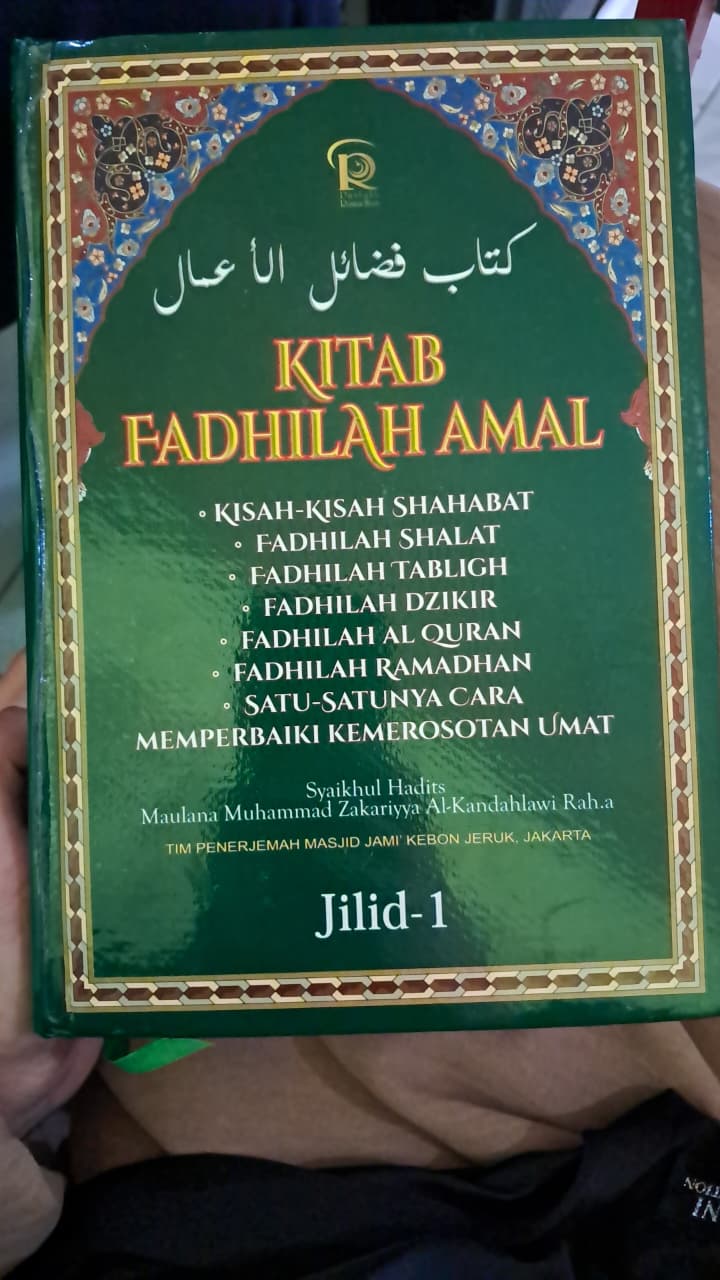 كتاب فضائل الأعمال
KITAB
FADHILAH AMAL
◦ KISAH-KISAH SHAHABAT
◦ FADHILAH SHALAT
◦ FADHILAH TABLIGH
◦ FADHILAH DZIKIR
◦ FADHILAH AL QURAN
◦ FADHILAH RAMADHAN
◦ SATU-SATUNYA CARA
MEMPERBAIKI KEMEROSOTAN UMAT
Syaikhul Hadits
Maulana Muhammad Zakariyya Al-Kandahlawi Rah.a
TIM PENERJEMAH MASJID JAMI' KEBON JERUK, JAKARTA
Jilid-1